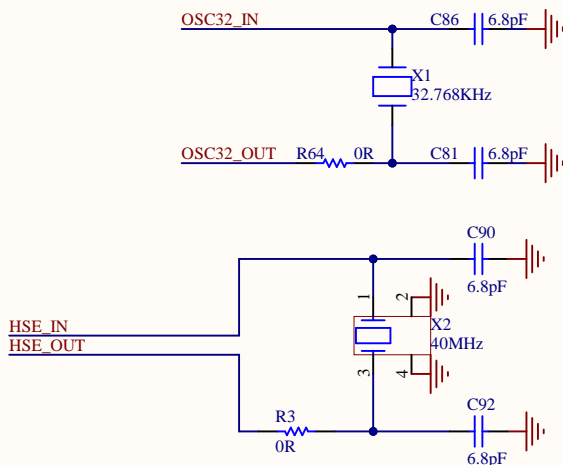 OSC32_IN
C86 6.8pF
X1
32.768KHz
OSC32_OUT
R64 0R
C81 6.8pF
C90
6.8pF
1
2
HSE_IN
X2
HSE_OUT
40MHz
3
4
R3
0R
C92
6.8pF